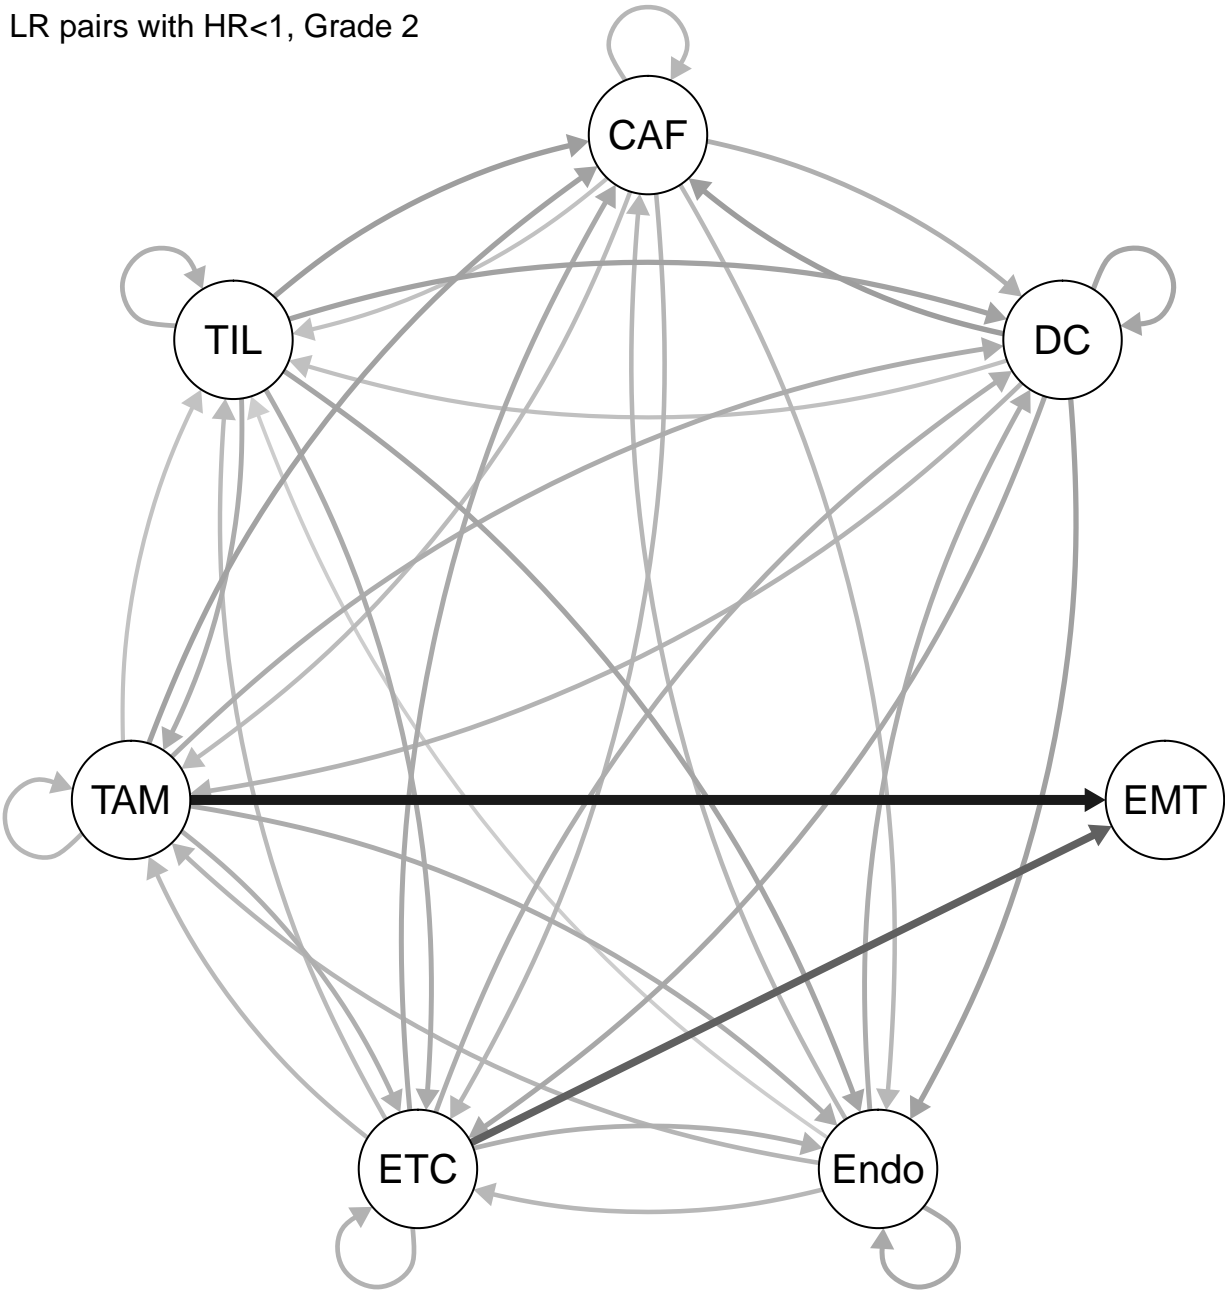 LR pairs with HR<1, Grade 2
CAF
TIL
DC
TAM
EMT
ETC
Endo